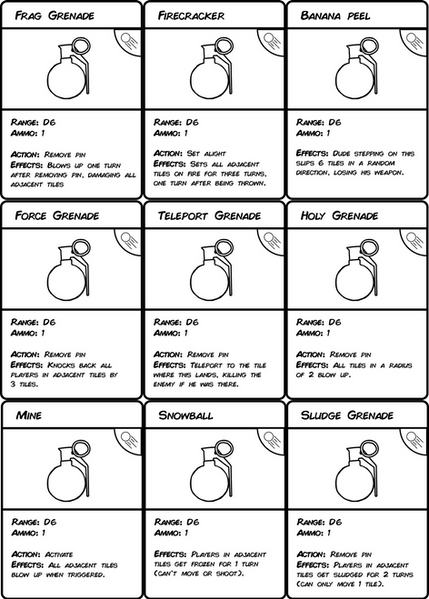 Frag Grenade
Range: D6
Ammo: 1
Action: Remove pin
Effects: Blows up one turn
after removing pin, damaging all
adjacent tiles
Firecracker
Range: D6
Ammo: 1
Action: Set alight
Effects: Sets all adjacent
tiles on fire for three turns,
one turn after being thrown.
Banana peel
Range: D6
Ammo: 1
Effects: Dude stepping on this
slips 6 tiles in a random
direction, losing his weapon.
Force Grenade
Range: D6
Ammo: 1
Action: Remove pin
Effects: Knocks back all
players in adjacent tiles by
3 tiles.
Teleport Grenade
Range: D6
Ammo: 1
Action: Remove pin
Effects: Teleport to the tile
where this lands, killing the
enemy if he was there.
Holy Grenade
Range: D6
Ammo: 1
Action: Remove pin
Effects: All tiles in a radius
of 2 blow up.
Mine
Range: D6
Ammo: 1
Action: Activate
Effects: All adjacent tiles
blow up when triggered.
Snowball
Range: D6
Ammo: 1
Effects: Players in adjacent
tiles get frozen for 1 turn
(can't move or shoot).
Sludge Grenade
Range: D6
Ammo: 1
Action: Remove pin
Effects: Players in adjacent
tiles get sludged for 2 turns
(can only move 1 tile).